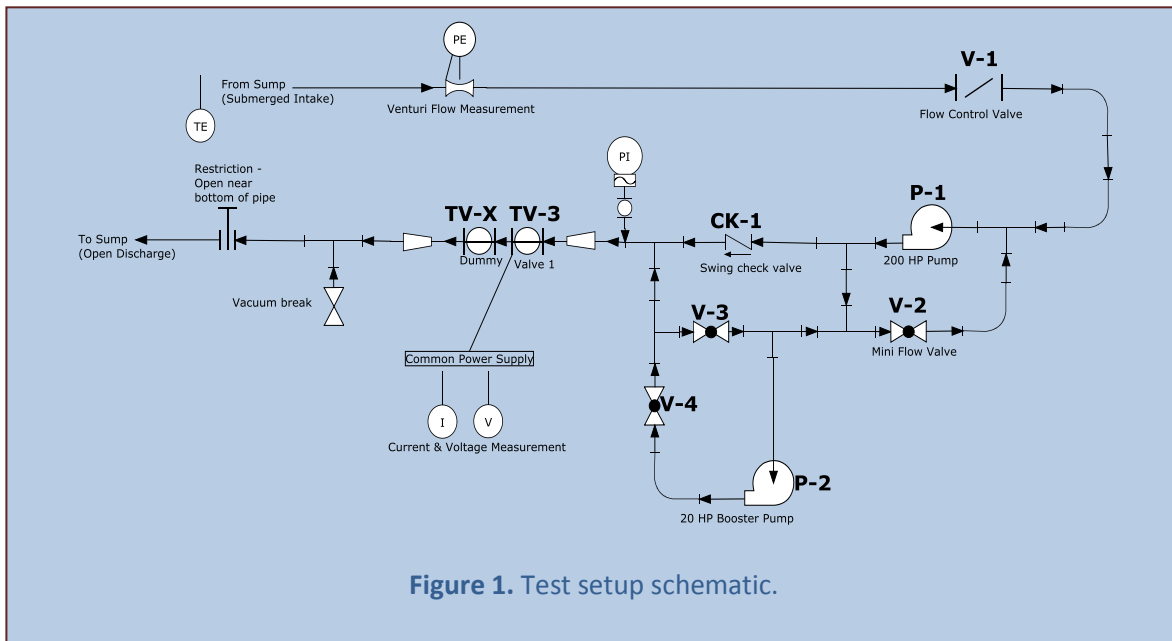 PE
V-1
From Sump
(Submerged Intake)
Venturi Flow Measurement
Flow Control Valve
TE
PI
Restriction -
Open near
bottom of pipe
P-1
TV-X
TV-3
CK-1
To Sump
(Open Discharge)
Dummy
Valve 1
Swing check valve
200 HP Pump
Vacuum break
V-3
V-2
Mini Flow Valve
Common Power Supply
V-4
I
V
Current & Voltage Measurement
P-2
20 HP Booster Pump
Figure 1. Test setup schematic.